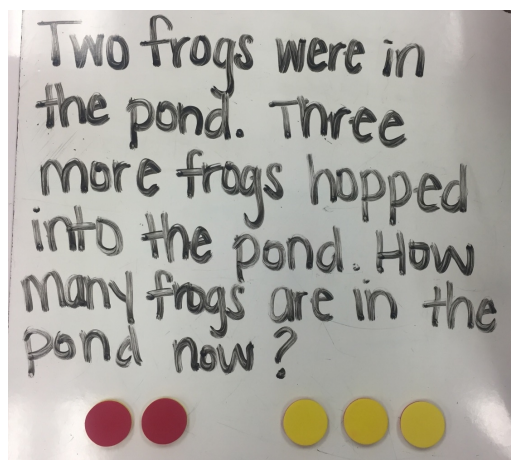 Two frogs were in
the pond. Three
more frogs hopped
into the pond. How
many frogs are in the
pond now?